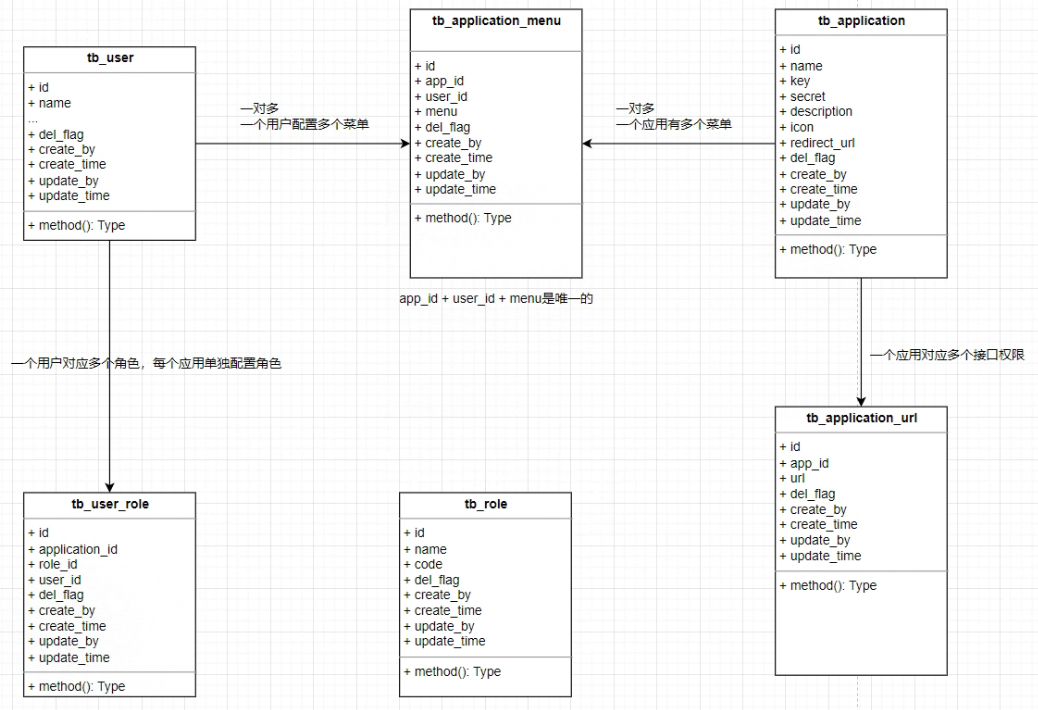 tb_user
+ id
+ name
...
+ del_flag
+ create_by
+ create_time
+ update_by
+ update_time
+ method(): Type
一对多
一个用户配置多个菜单
tb_application_menu
+ id
+ app_id
+ user_id
+ menu
+ del_flag
+ create_by
+ create_time
+ update_by
+ update_time
+ method(): Type
app_id + user_id + menu是唯一的
一对多
一个应用有多个菜单
tb_application
+ id
+ name
+ key
+ secret
+ description
+ icon
+ redirect_url
+ del_flag
+ create_by
+ create_time
+ update_by
+ update_time
+ method(): Type
一个用户对应多个角色，每个应用单独配置角色
一个应用对应多个接口权限
tb_user_role
+ id
+ application_id
+ role_id
+ user_id
+ del_flag
+ create_by
+ create_time
+ update_by
+ update_time
+ method(): Type
tb_role
+ id
+ name
+ code
+ del_flag
+ create_by
+ create_time
+ update_by
+ update_time
+ method(): Type
tb_application_url
+ id
+ app_id
+ url
+ del_flag
+ create_by
+ create_time
+ update_by
+ update_time
+ method(): Type